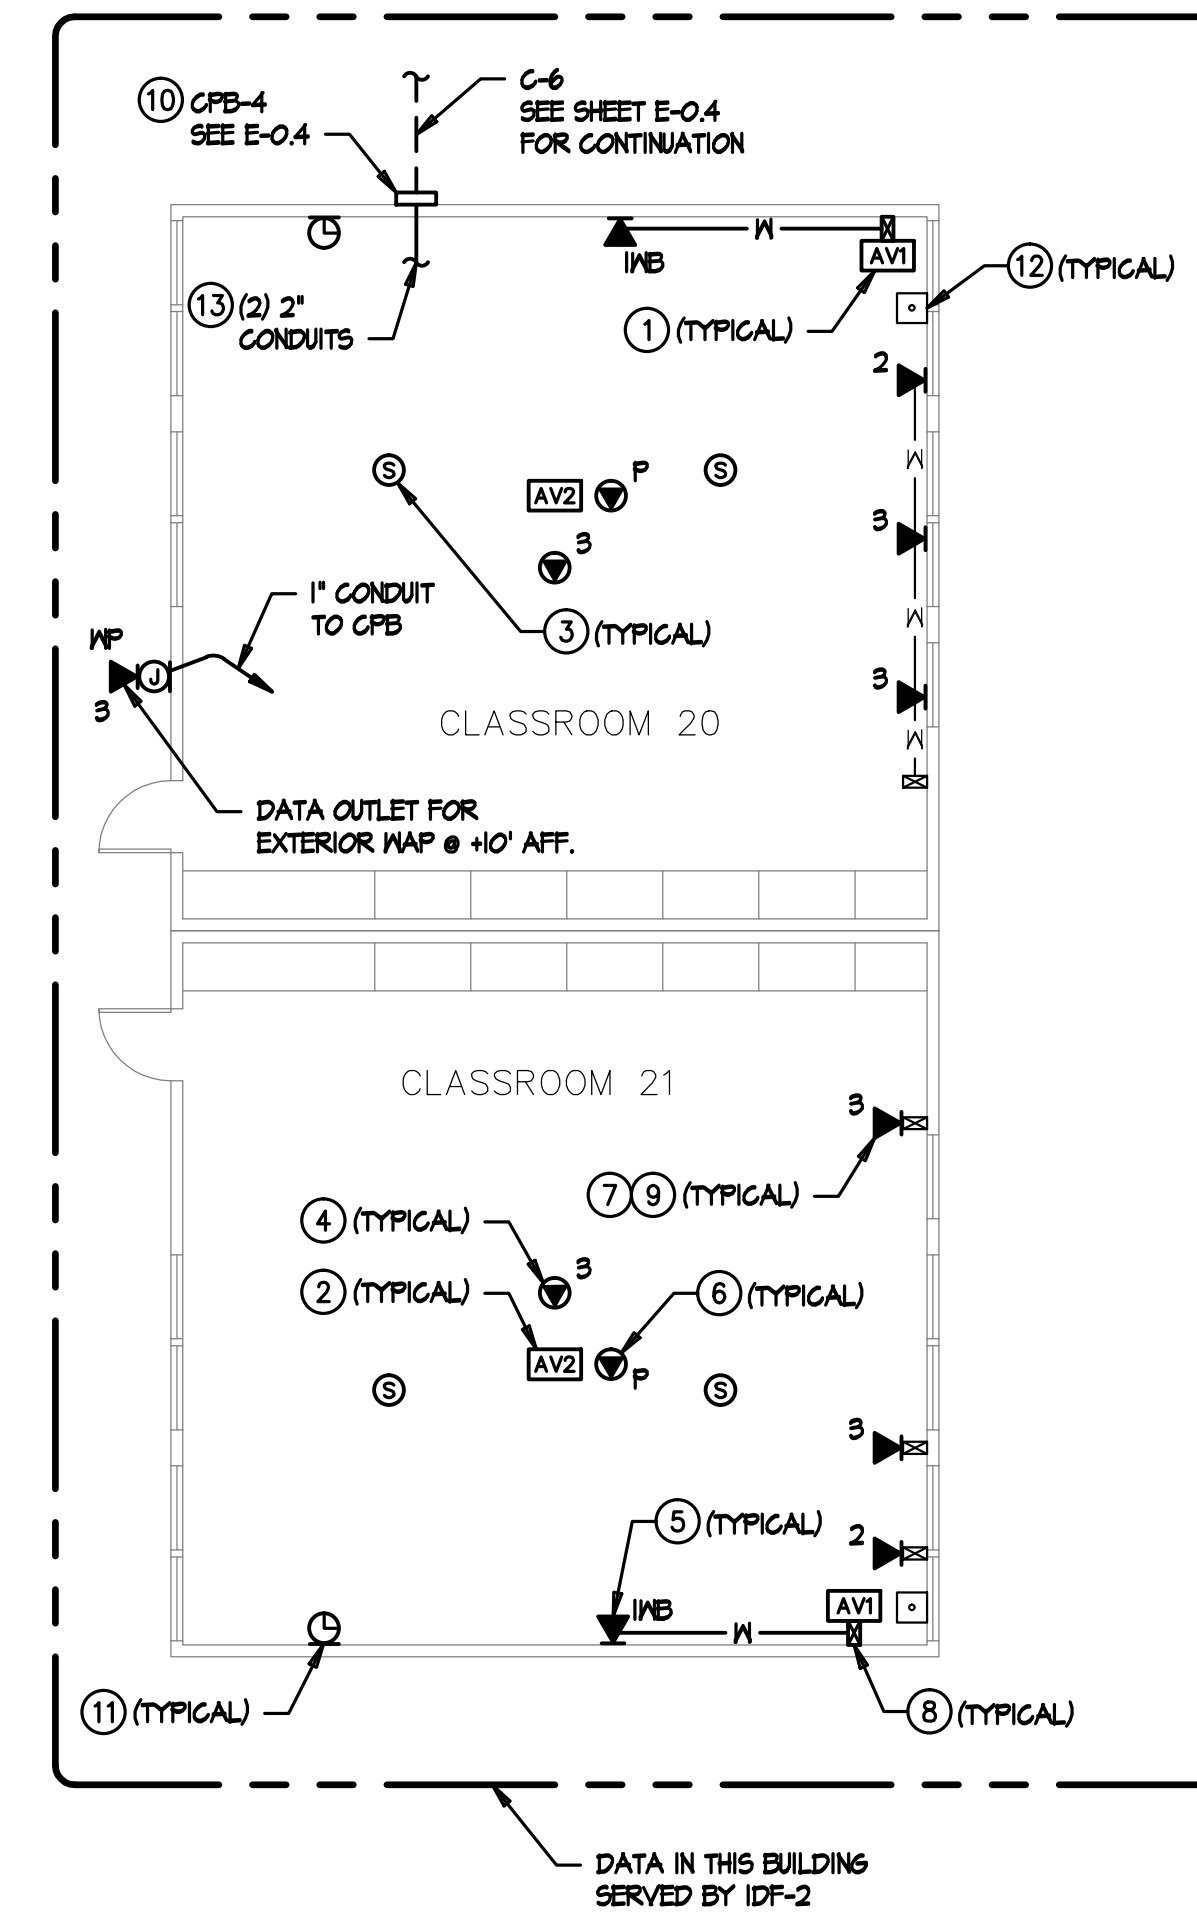 10 CPB-4
SEE E-0.4
C-6
SEE SHEET E-0.4
FOR CONTINUATION
W
IWB
AV1
12 (TYPICAL)
13 (2) 2"
CONDUITS
1 (TYPICAL)
2
W
S
P
S
AV2
3
3
1" CONDUIT
TO CPB
3 (TYPICAL)
W
WP
J
3
3
CLASSROOM 20
W
DATA OUTLET FOR
EXTERIOR WAP @ +10' AFF.
CLASSROOM 21
3
7 9 (TYPICAL)
4 (TYPICAL)
3
2 (TYPICAL)
6 (TYPICAL)
AV2
P
S
S
3
5 (TYPICAL)
2
IWB
AV1
W
11 (TYPICAL)
8 (TYPICAL)
DATA IN THIS BUILDING
SERVED BY IDF-2